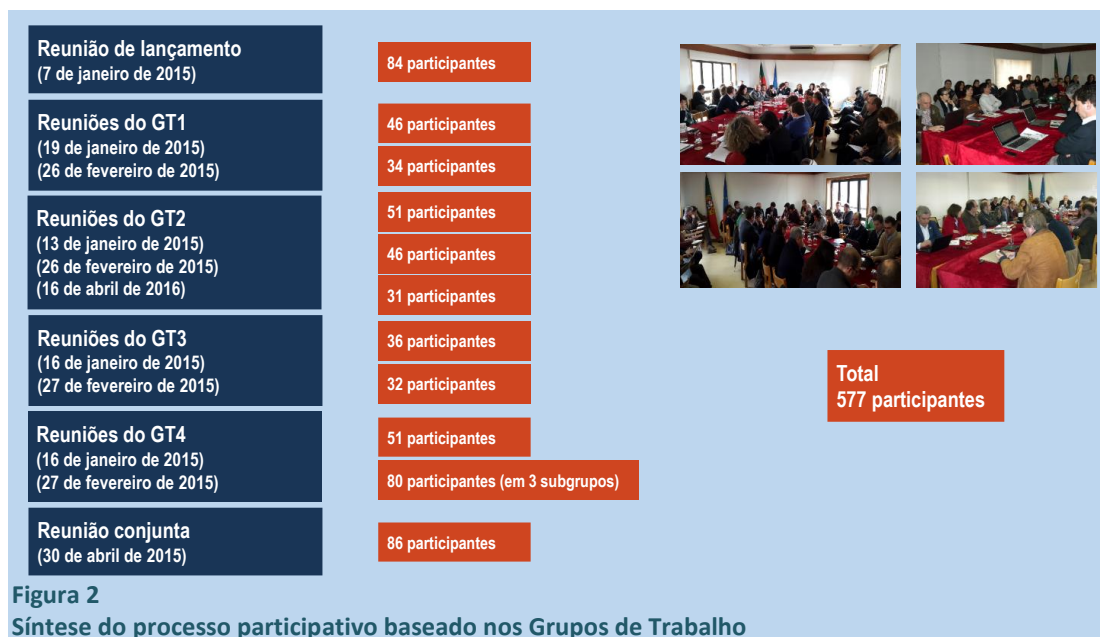 Reunião de lançamento
(7 de janeiro de 2015)
84 participantes
Reuniões do GT1
(19 de janeiro de 2015)
(26 de fevereiro de 2015)
46 participantes
34 participantes
Reuniões do GT2
(13 de janeiro de 2015)
(26 de fevereiro de 2015)
(16 de abril de 2016)
51 participantes
46 participantes
31 participantes
Reuniões do GT3
(16 de janeiro de 2015)
(27 de fevereiro de 2015)
36 participantes
32 participantes
Reuniões do GT4
(16 de janeiro de 2015)
(27 de fevereiro de 2015)
51 participantes
80 participantes (em 3 subgrupos)
Reunião conjunta
(30 de abril de 2015)
86 participantes
Total
577 participantes
Figura 2
Síntese do processo participativo baseado nos Grupos de Trabalho